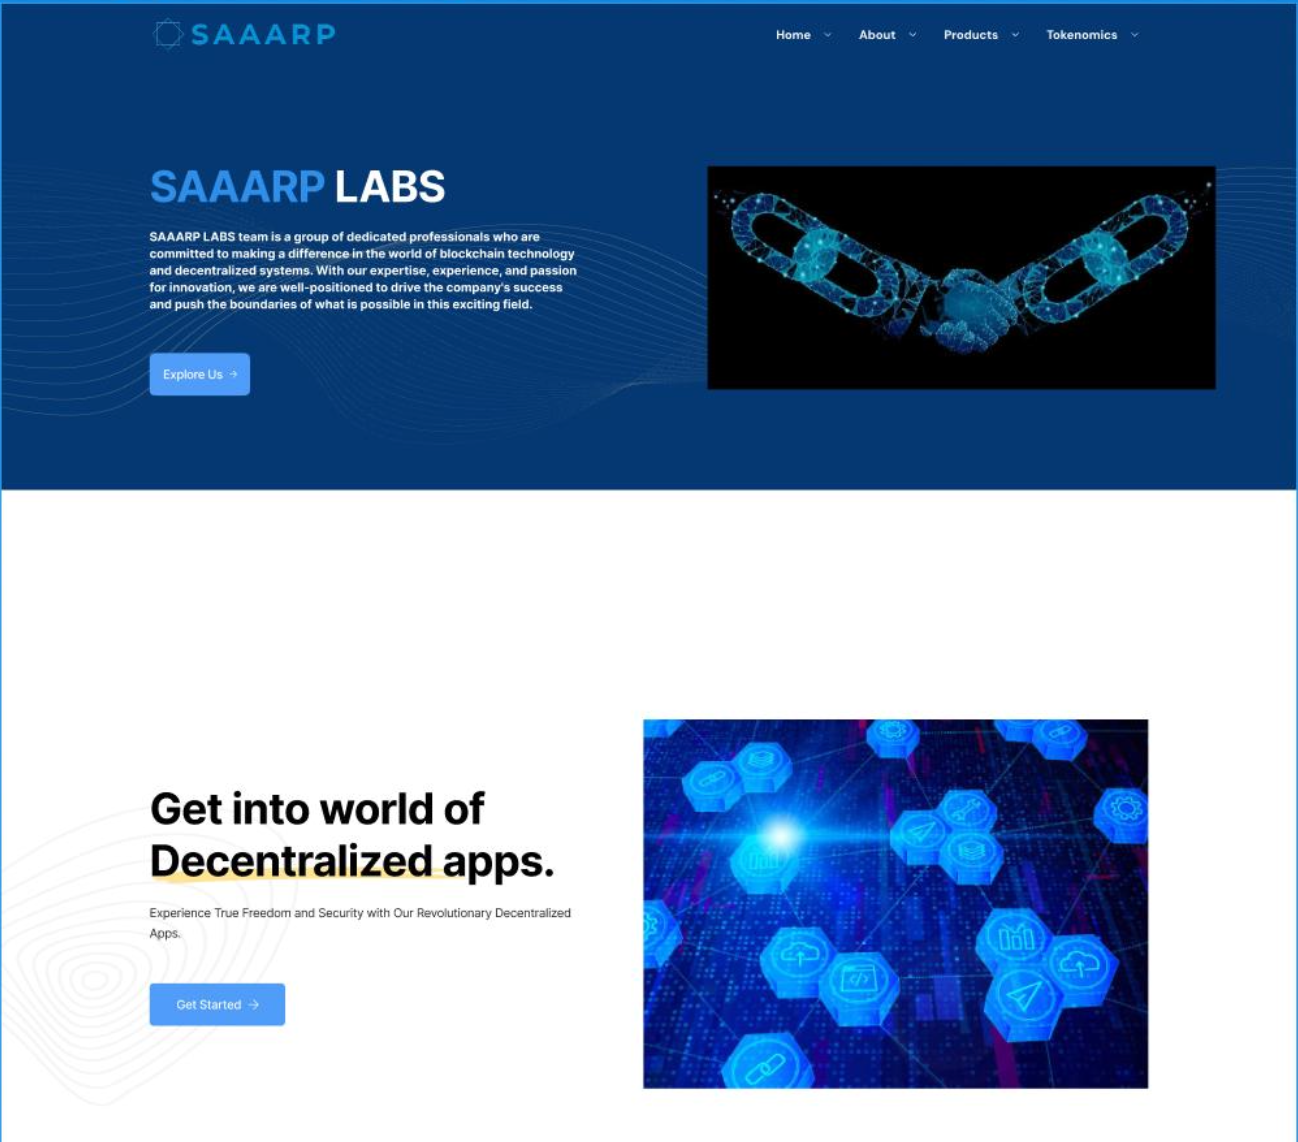 SAAARP
Home
About
Products
Tokenomics
SAAARP LABS
SAAARP LABS team is a group of dedicated professionals who are
committed to making a difference in the world of blockchain technology
and decentralized systems. With our expertise, experience, and passion
for innovation, we are well-positioned to drive the company's success
and push the boundaries of what is possible in this exciting field.
Explore Us →
Get into world of
Decentralized apps.
Experience True Freedom and Security with Our Revolutionary Decentralized
Apps.
Get Started →